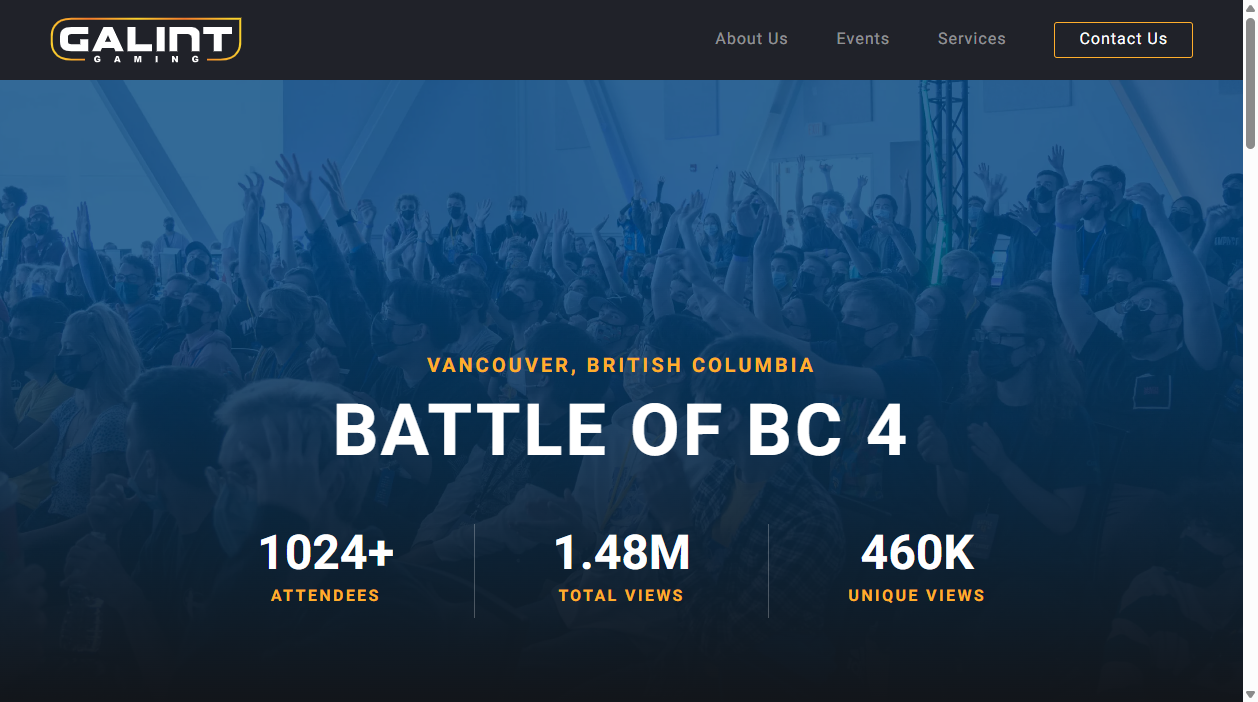 GALINT
GAMING
About Us
Events
Services
Contact Us
VANCOUVER, BRITISH COLUMBIA
BATTLE OF BC 4
1024+
1.48M
460K
ATTENDEES
TOTAL VIEWS
UNIQUE VIEWS